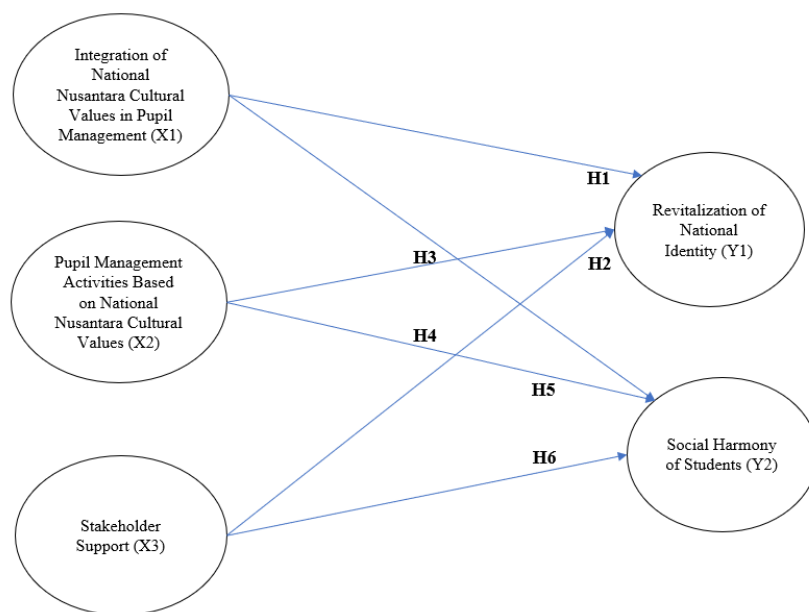 Integration of
National
Nusantara Cultural
Values in Pupil
Management (X1)
H1
Revitalization of
National
Identity (Y1)
Pupil Management
Activities Based
on National
Nusantara Cultural
Values (X2)
H3
H2
H4
H5
Social Harmony
of Students (Y2)
H6
Stakeholder
Support (X3)